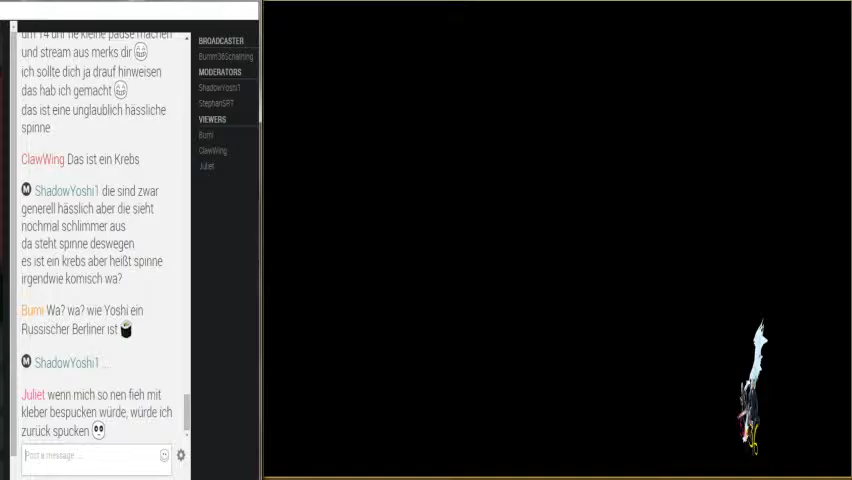 um 14 uhr ne kleine pause machen
und stream aus merks dir
ich sollte dich ja drauf hinweisen
das hab ich gemacht
das ist eine unglaublich hässliche
spinne
ClawWing Das ist ein Krebs
M ShadowYoshi1 die sind zwar
generell hässlich aber die sieht
nochmal schlimmer aus
da steht spinne deswegen
es ist ein krebs aber heißt spinne
irgendwie komisch wa?
Bumi Wa? wa? wie Yoshi ein
Russischer Berliner ist
M ShadowYoshi1 ...
Juliet wenn mich so nen fieh mit
kleber bespucken würde, würde ich
zurück spucken
Post a message ...
BROADCASTER
Bumm36Schalning
MODERATORS
ShadowYoshi1
StephanSRT
VIEWERS
Bumi
ClawWing
Juliet